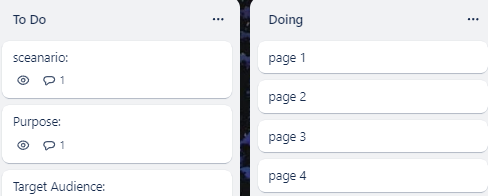 To Do
sceanario:
1
Purpose:
1
Target Audience:
Doing
page 1
page 2
page 3
page 4